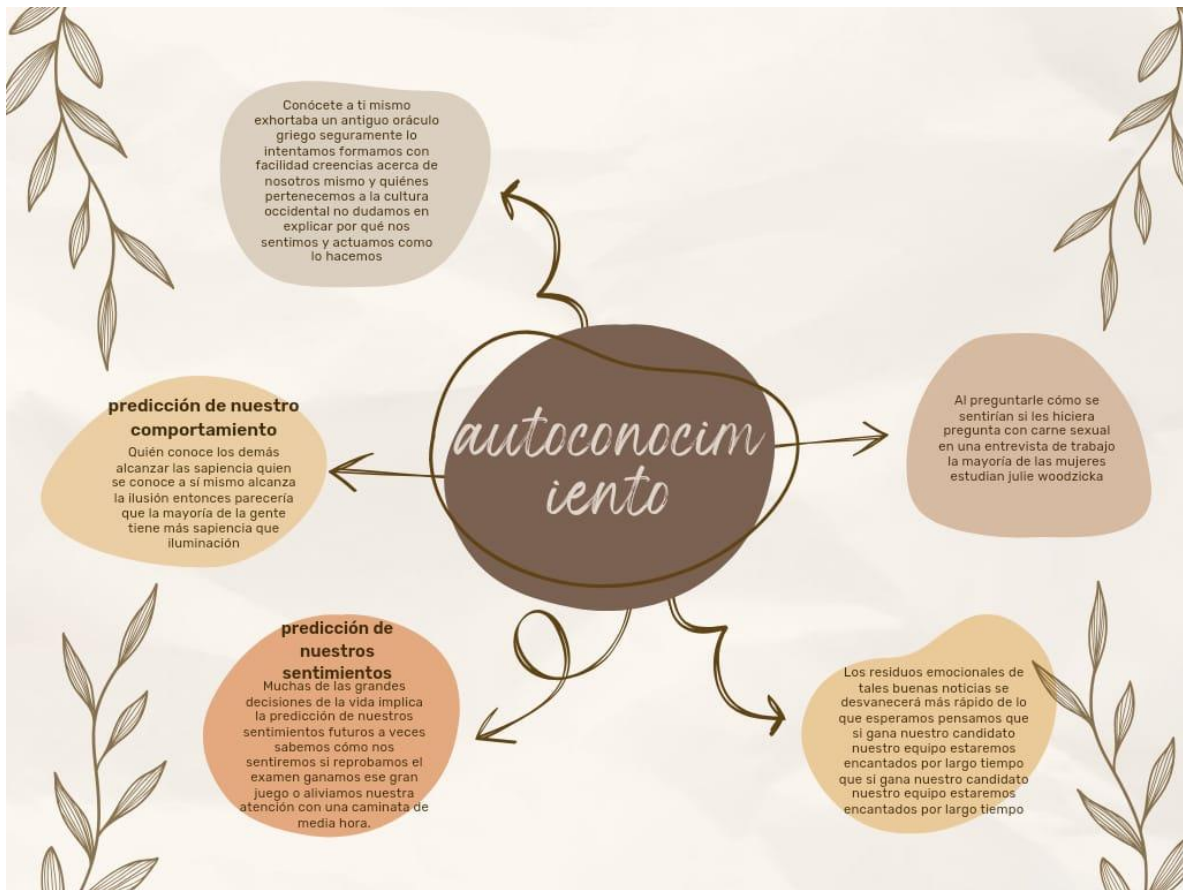 Conócete a ti mismo
exhortaba un antiguo oráculo
griego seguramente lo
intentamos formamos con
facilidad creencias acerca de
nosotros mismo y quiénes
pertenecemos a la cultura
occidental no dudamos en
explicar por qué nos
sentimos y actuamos como
lo hacemos
autoconocim
iento
Al preguntarle cómo se
sentirían si les hiciera
pregunta con carne sexual
en una entrevista de trabajo
la mayoría de las mujeres
estudian julie woodzicka
predicción de nuestro
comportamiento
Quién conoce los demás
alcanzar las sapiencia quien
se conoce a sí mismo alcanza
la ilusión entonces parecería
que la mayoría de la gente
tiene más sapiencia que
iluminación
predicción de
nuestros
sentimientos
Muchas de las grandes
decisiones de la vida implica
la predicción de nuestros
sentimientos futuros a veces
sabemos cómo nos
sentiremos si reprobamos el
examen ganamos ese gran
juego o aliviamos nuestra
atención con una caminata de
media hora.
Los residuos emocionales de
tales buenas noticias se
desvanecerá más rápido de lo
que esperamos pensamos que
si gana nuestro candidato
nuestro equipo estaremos
encantados por largo tiempo
que si gana nuestro candidato
nuestro equipo estaremos
encantados por largo tiempo